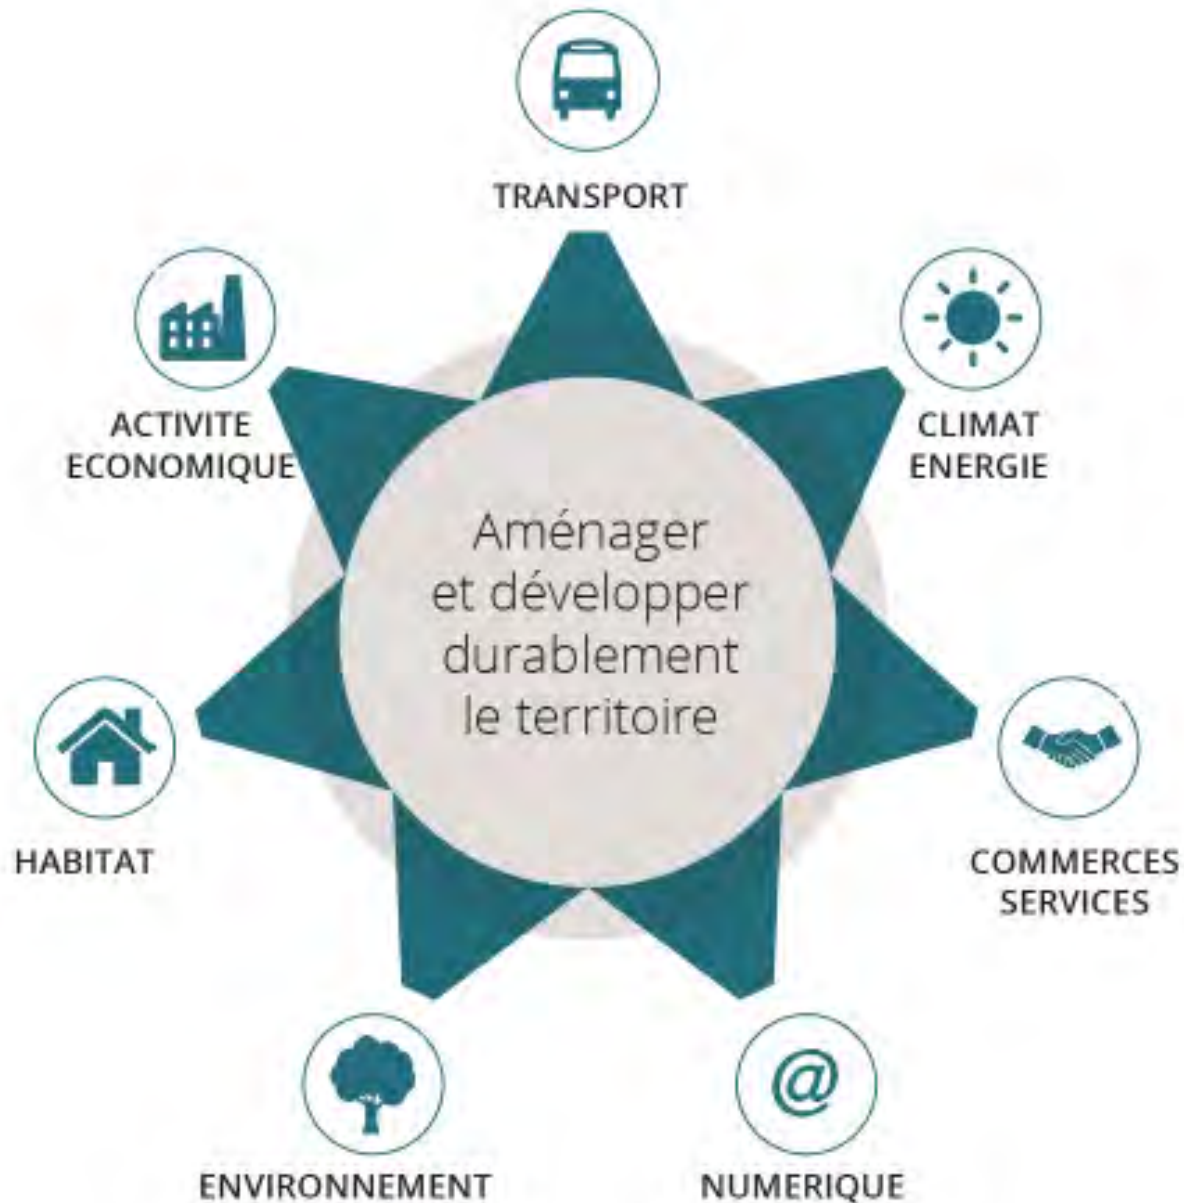 TRANSPORT
ACTIVITE
ECONOMIQUE
CLIMAT
ENERGIE
Aménager
et développer
durablement
le territoire
HABITAT
COMMERCES
SERVICES
@
ENVIRONNEMENT
NUMERIQUE